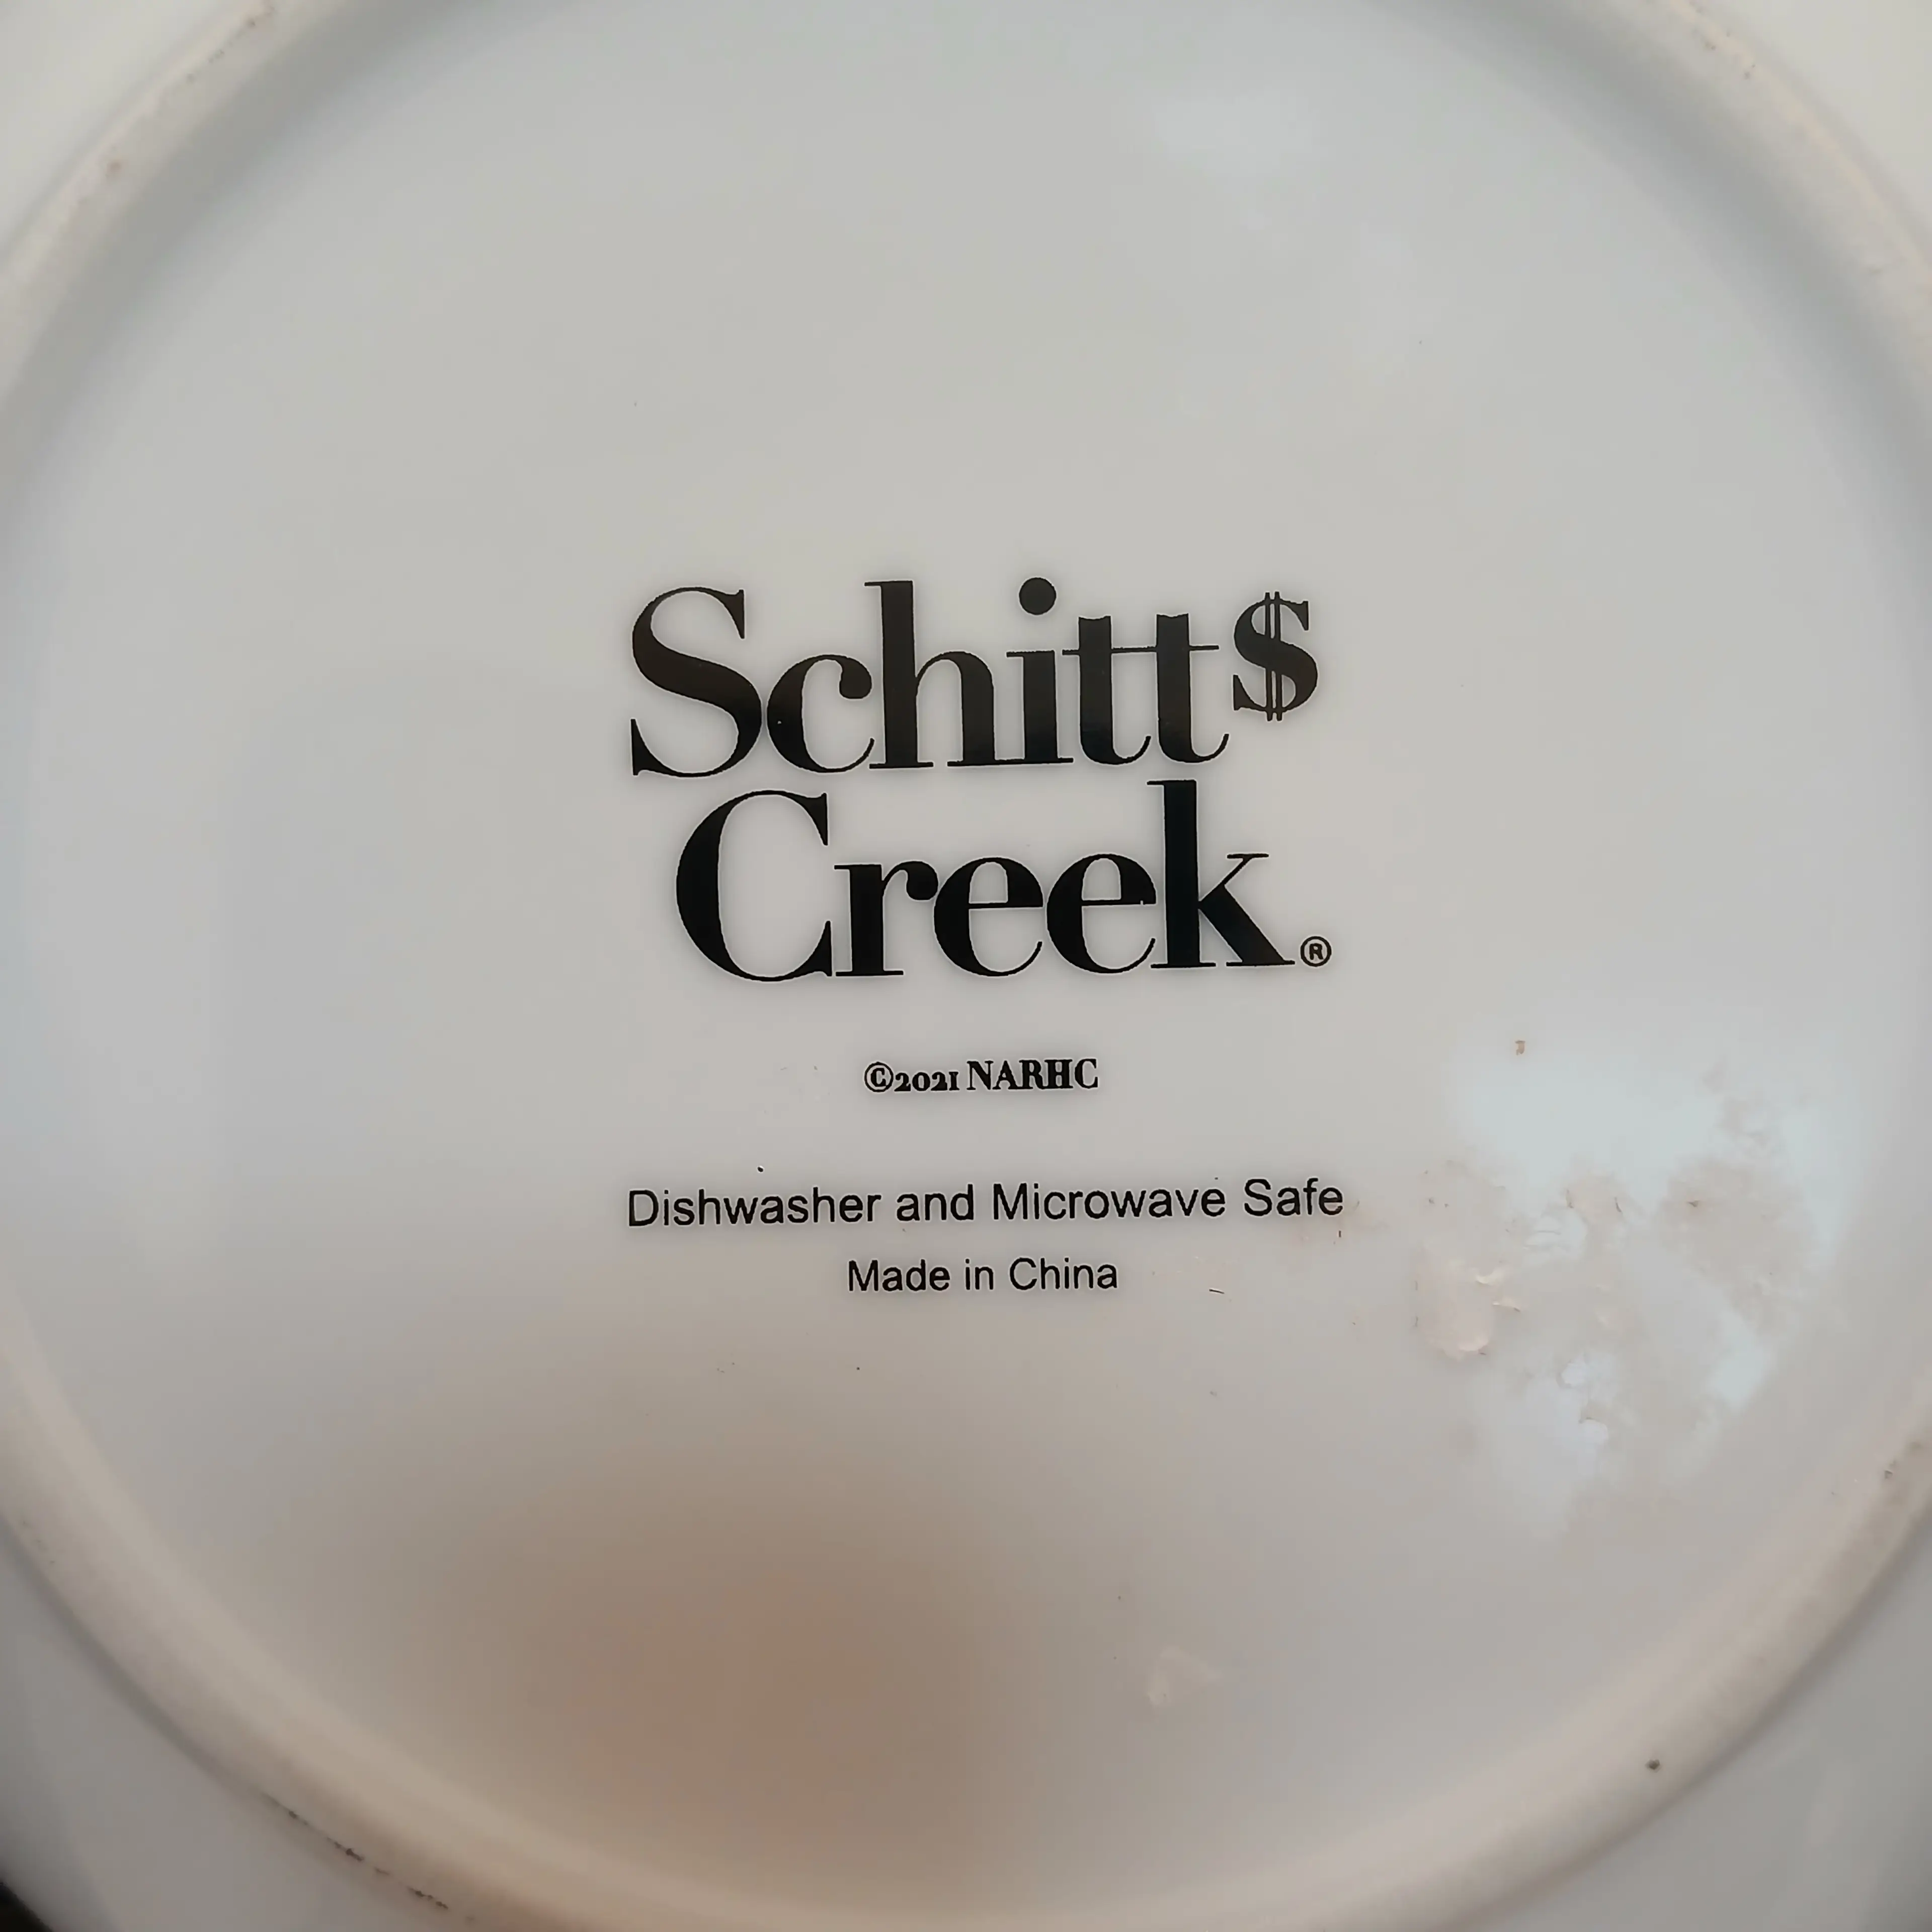 Schitt$
Creek®
©2021 NARHC
Dishwasher and Microwave Safe
Made in China